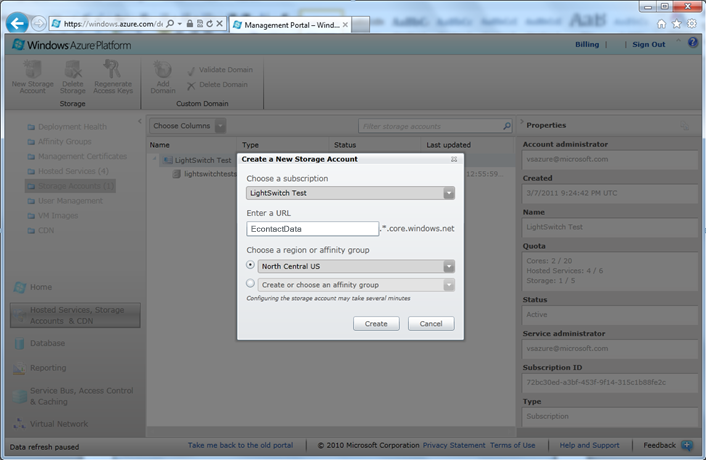 https://windows.azure.com/de
Management Portal – Wind...
Windows Azure Platform
Billing | | Sign Out
New Storage Account
Delete Storage
Regenerate Access Keys
Add Domain
Validate Domain
Delete Domain
Storage
Custom Domain
Deployment Health
Affinity Groups
Management Certificates
Hosted Services (4)
Storage Accounts (1)
User Management
VM Images
CDN
Home
Hosted Services, Storage
Accounts & CDN
Database
Reporting
Service Bus, Access Control
& Caching
Virtual Network
Choose Columns
Filter storage accounts
Name Type Status Last updated
LightSwitch Test
lightswitchtests
12:55:59...
Create a New Storage Account
Choose a subscription
LightSwitch Test
Enter a URL
EcontactData .*.core.windows.net
Choose a region or affinity group
North Central US
Create or choose an affinity group
Configuring the storage account may take several minutes
Create Cancel
Properties
Account administrator
vsazure@microsoft.com
Created
3/7/2011 9:24:42 PM UTC
Name
LightSwitch Test
Quota
Cores: 2 / 20
Hosted Services: 4 / 6
Storage: 1 / 5
Status
Active
Service administrator
vsazure@microsoft.com
Subscription ID
72bc30ed-a3bf-453f-9f14-315c1b88fe2c
Type
Subscription
Data refresh paused
Take me back to the old portal | © 2010 Microsoft Corporation Privacy Statement Terms of Use | Help and Support | Feedback